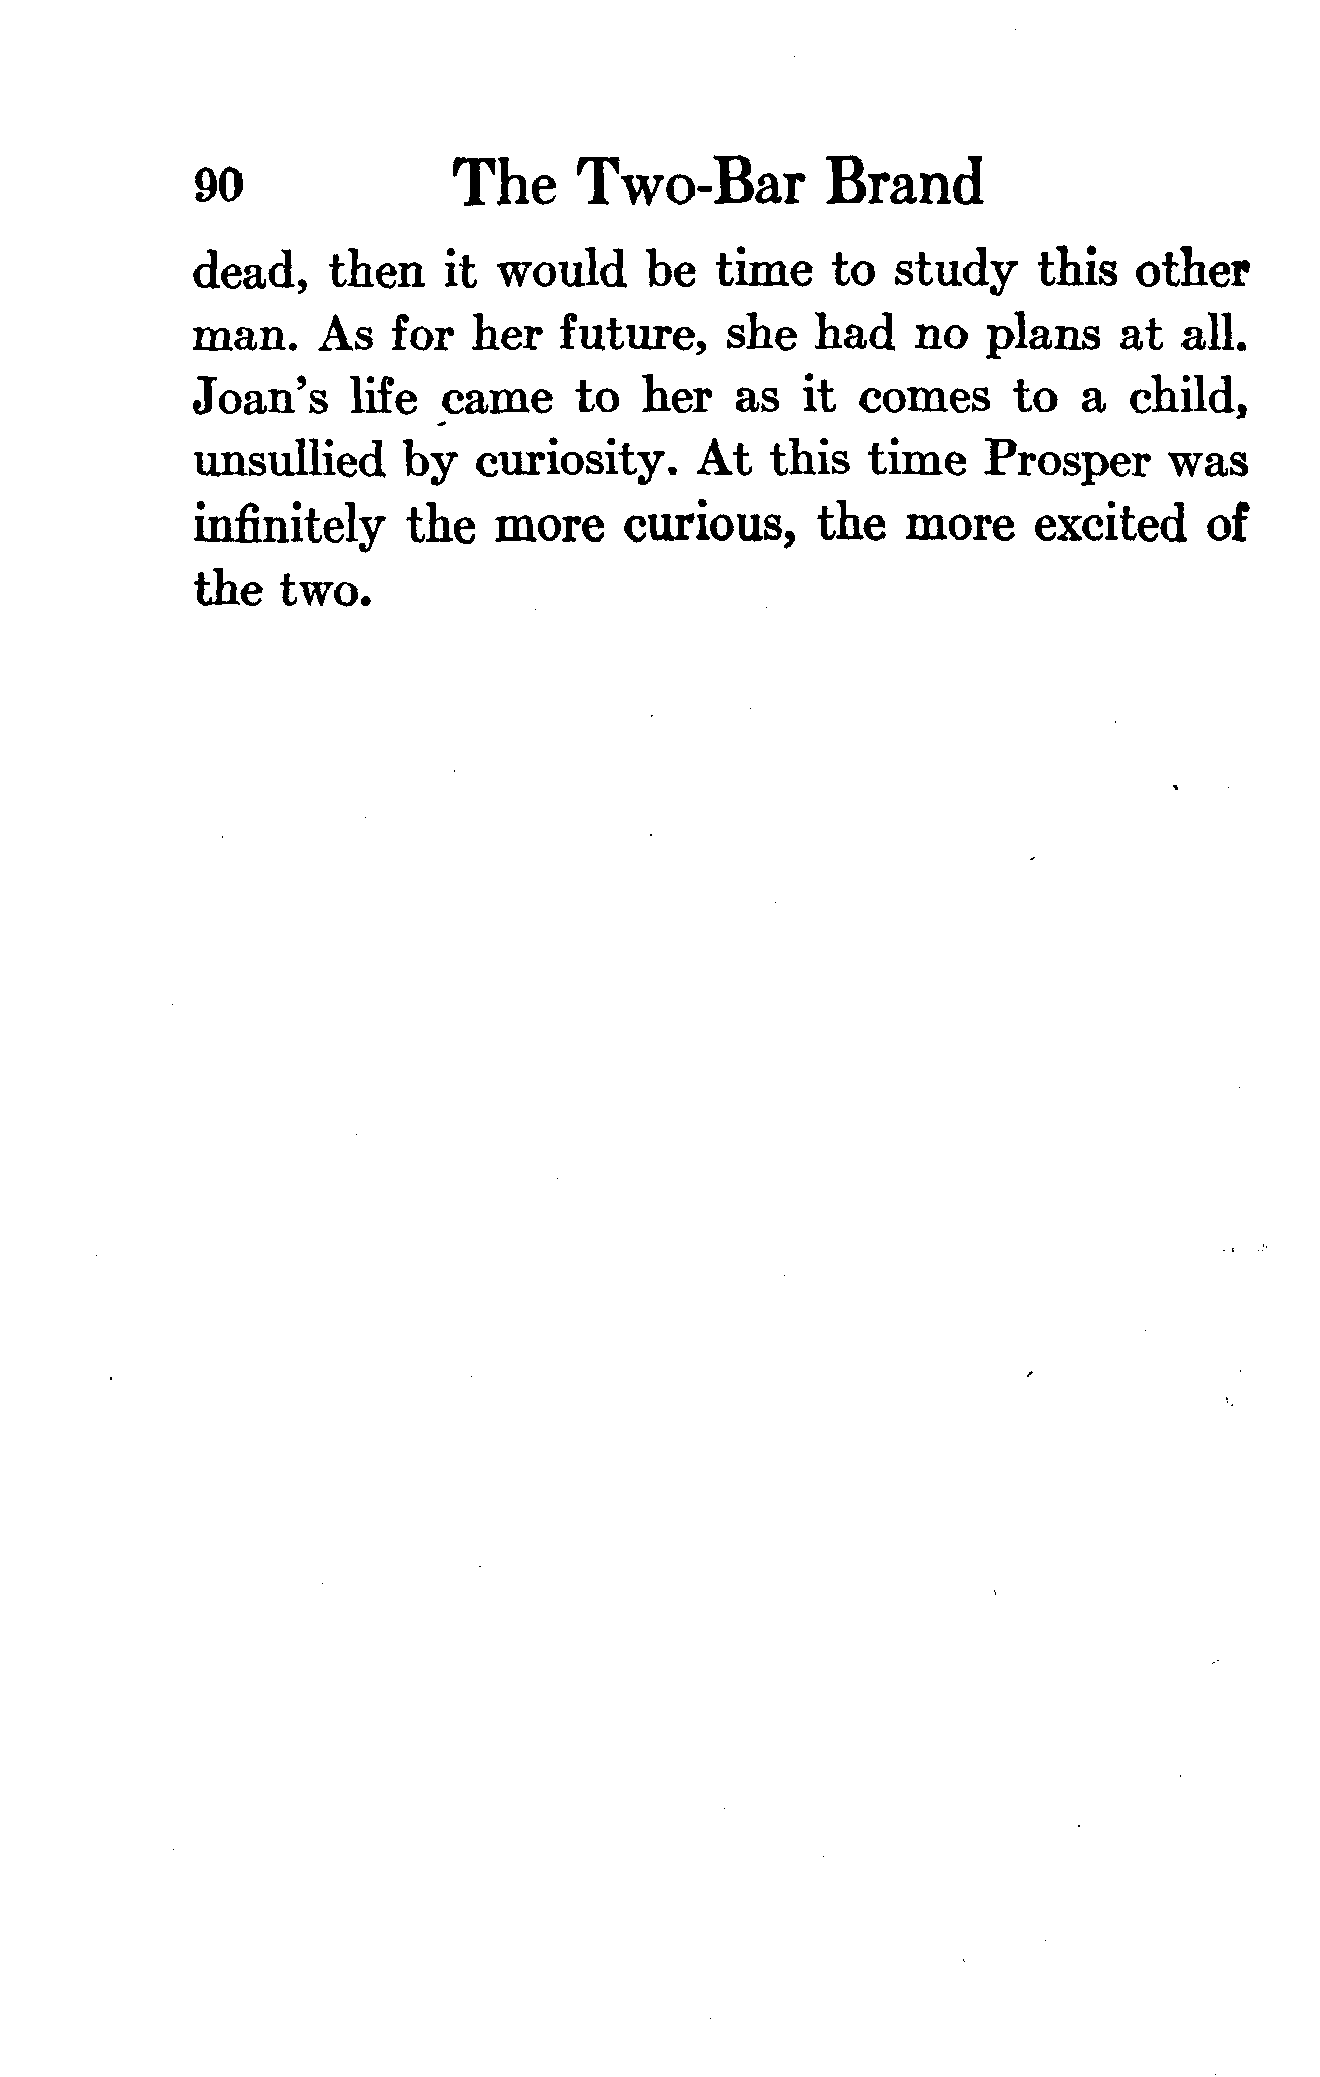 90 The Two-Bar Brand
dead, then it would be time to study this other
man. As for her future, she had no plans at all.
Joan's life came to her as it comes to a child,
unsullied by curiosity. At this time Prosper was
infinitely the more curious, the more excited of
the two.